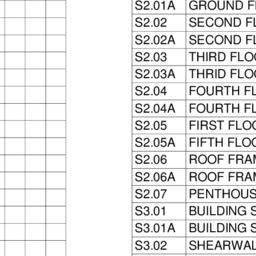 S2.01A GROUND F
S2.02 SECOND FL
S2.02A SECOND FL
S2.03 THIRD FLOO
S2.03A THRID FLOO
S2.04 FOURTH FL
S2.04A FOURTH FL
S2.05 FIRST FLOO
S2.05A FIFTH FLOO
S2.06 ROOF FRAM
S2.06A ROOF FRAM
S2.07 PENTHOUS
S3.01 BUILDING S
S3.01A BUILDING S
S3.02 SHEARWAL